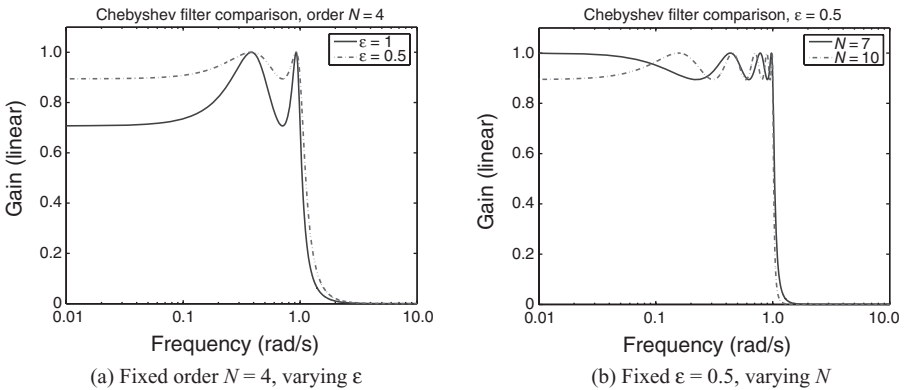 Chebyshev filter comparison, order N = 4
ε = 1
ε = 0.5
1.0
0.8
0.6
0.4
0.2
0
Gain (linear)
0.01
0.1
1.0
10.0
Frequency (rad/s)
(a) Fixed order N = 4, varying ε
Chebyshev filter comparison, ε = 0.5
N = 7
N = 10
1.0
0.8
0.6
0.4
0.2
0
Gain (linear)
0.01
0.1
1.0
10.0
Frequency (rad/s)
(b) Fixed ε = 0.5, varying N